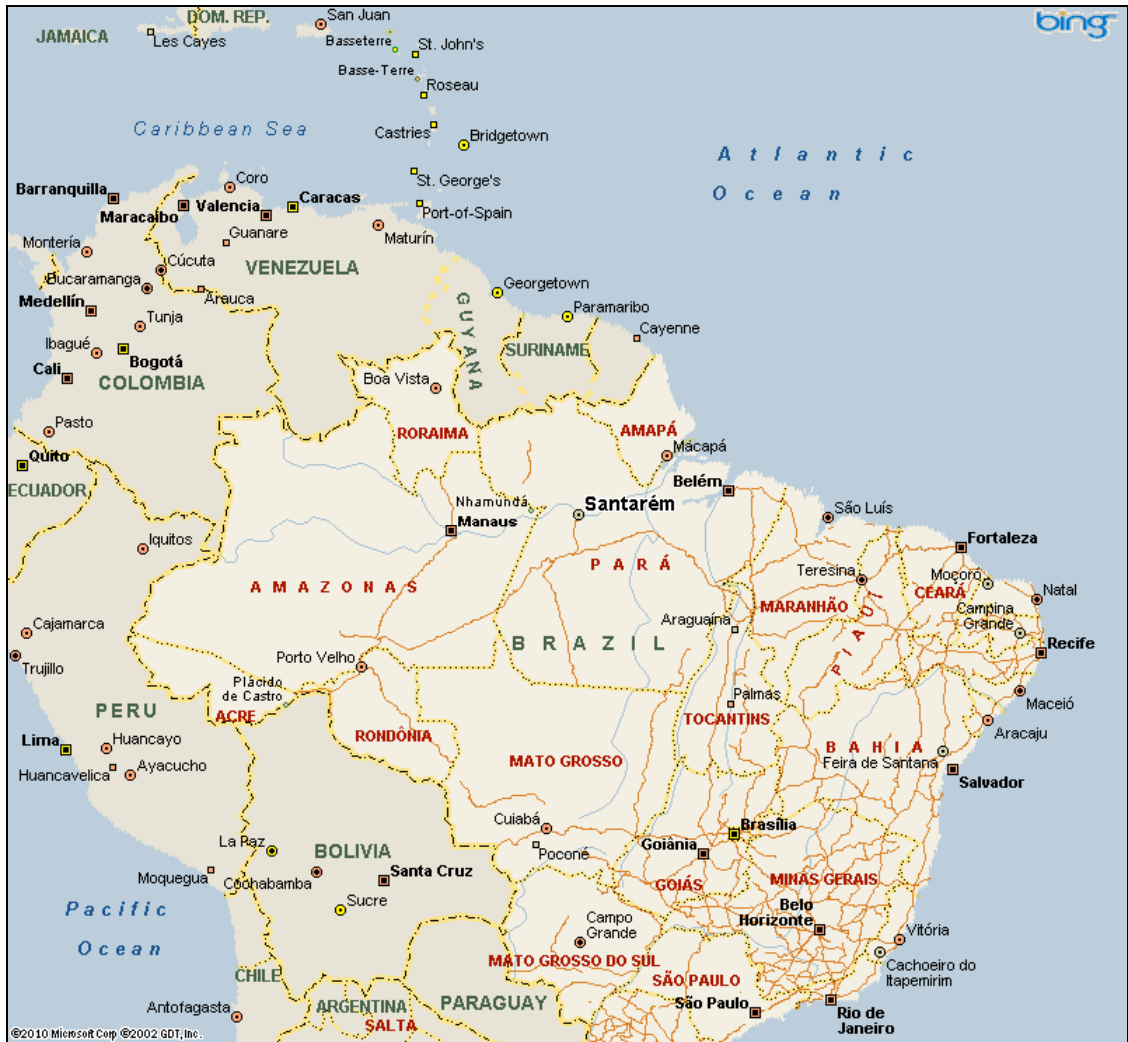 DOM. REP.
San Juan
bing
JAMAICA
Les Cayes
Basseterre
St. John's
Basse-Terre
Roseau
Caribbean Sea
Castries
Bridgetown
Atlantic
Ocean
St. George's
Coro
Barranquilla
Maracaibo
Valencia
Caracas
Port-of-Spain
Guanare
Maturín
Montería
Cúcuta
VENEZUELA
Bucaramanga
Arauca
Georgetown
Medellín
Tunja
GUYANA
Paramaribo
Cayenne
Ibagué
Bogotá
SURINAME
Cali
COLOMBIA
Boa Vista
Pasto
RORAIMA
AMAPÁ
Macapá
Quito
ECUADOR
Belém
Nhamundá
Santarém
Manaus
São Luís
Iquitos
Fortaleza
AMAZONAS
PARÁ
Teresina
Moçoró
CEARÁ
Natal
MARANHÃO
Campina
Grande
Cajamarca
Araguaína
BRAZIL
PIAUÍ
Recife
Trujillo
Porto Velho
Plácido
de Castro
Palmas
Maceió
PERU
ACRE
RONDÔNIA
TOCANTINS
Aracaju
Lima
Huancayo
BAHIA
MATO GROSSO
Feira de Santana
Huancavelica
Ayacucho
Salvador
Cuiabá
Brasília
La Paz
BOLIVIA
Poconé
Goiânia
Moquegua
Cochabamba
Santa Cruz
GOIÁS
MINAS GERAIS
Sucre
Belo
Horizonte
Pacific
Ocean
Campo
Grande
Vitória
MATO GROSSO DO SUL
Cachoeiro do
Itapemirim
CHILE
SÃO PAULO
Antofagasta
ARGENTINA
PARAGUAY
São Paulo
Rio de
Janeiro
SALTA
©2010 Microsoft Corp ©2002 GDT, Inc.